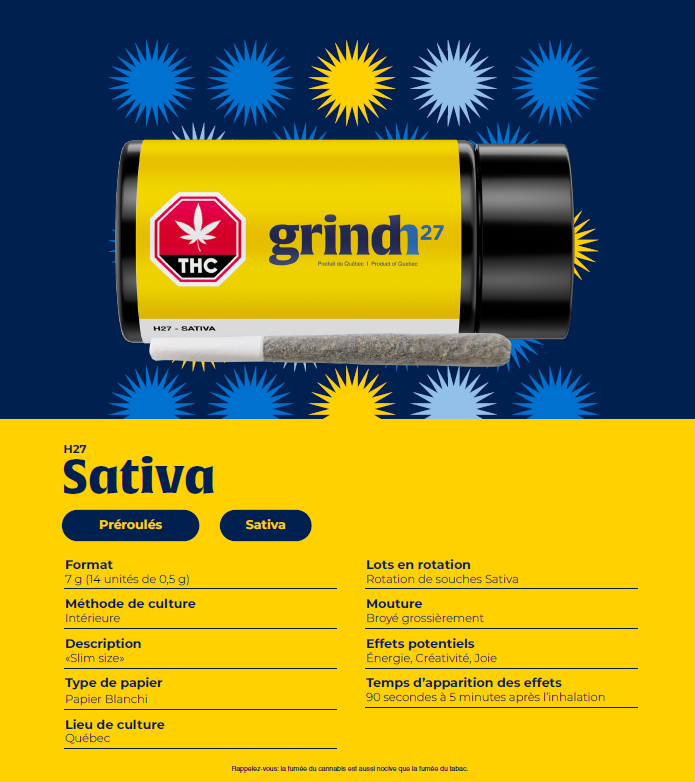 THC
grindh27
Produit du Québec | Product of Quebec
H27 - SATIVA
H27
Sativa
Préroulés
Sativa
Format
7 g (14 unités de 0,5 g)
Méthode de culture
Intérieure
Description
«Slim size»
Type de papier
Papier Blanchi
Lieu de culture
Québec
Lots en rotation
Rotation de souches Sativa
Mouture
Broyé grossièrement
Effets potentiels
Énergie, Créativité, Joie
Temps d'apparition des effets
90 secondes à 5 minutes après l'inhalation
Rappelez-vous: la fumée du cannabis est aussi nocive que la fumée du tabac.